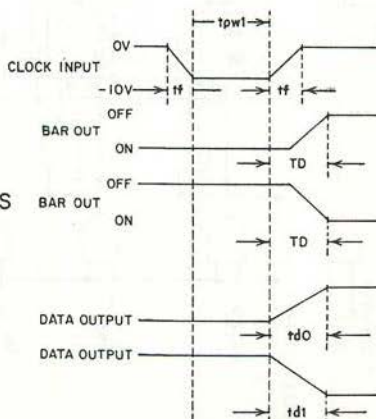 tpw1
OV
CLOCK INPUT
-10V
tf
tf
OFF
BAR OUT
ON
TD
OFF
S BAR OUT
ON
TD
DATA OUTPUT
td0
DATA OUTPUT
td1